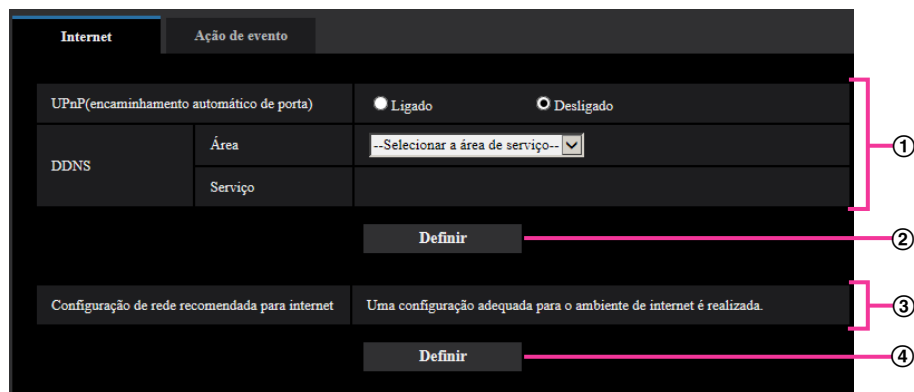 Internet
Ação de evento
UPnP(encaminhamento automático de porta)
Ligado
Desligado
DDNS
Área
--Selecionar a área de serviço--
Serviço
①
Definir
②
Configuração de rede recomendada para internet
Uma configuração adequada para o ambiente de internet é realizada.
③
Definir
④